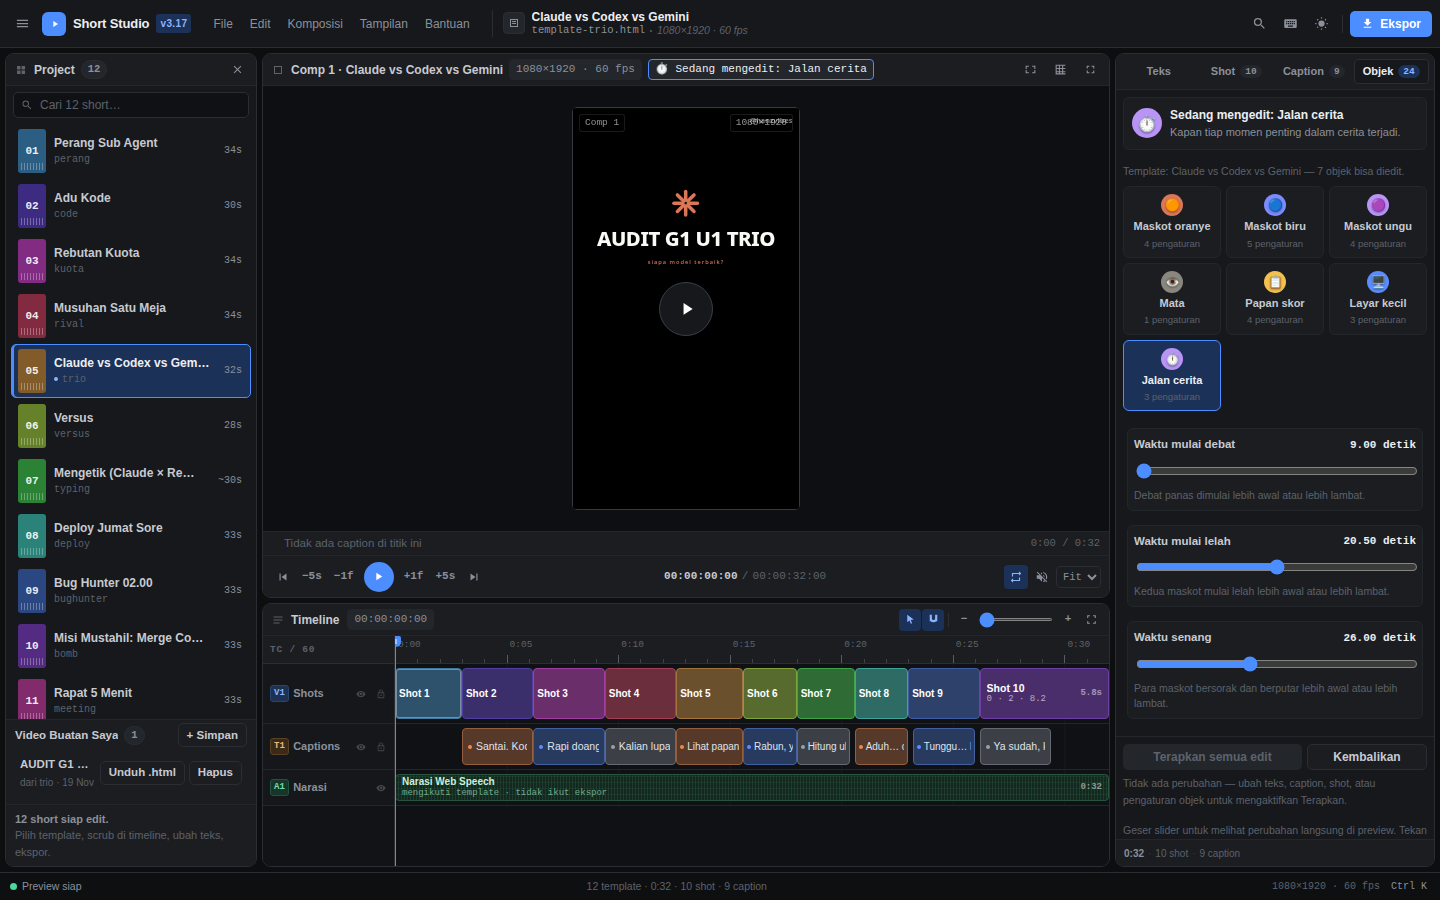 Short Studio v3.17 File Edit Komposisi Tampilan Bantuan
Claude vs Codex vs Gemini
template-trio.html · 1080×1920 · 60 fps
Ekspor
Project 12
Cari 12 short…
01 Perang Sub Agent 34s
perang
02 Adu Kode 30s
code
03 Rebutan Kuota 34s
kuota
04 Musuhan Satu Meja 34s
rival
05 Claude vs Codex vs Gem… 32s
trio
06 Versus 28s
versus
07 Mengetik (Claude × Re… ~30s
typing
08 Deploy Jumat Sore 33s
deploy
09 Bug Hunter 02.00 33s
bughunter
10 Misi Mustahil: Merge Co… 33s
bomb
11 Rapat 5 Menit 33s
meeting
Video Buatan Saya 1 + Simpan
AUDIT G1 …
dari trio · 19 Nov
Unduh .html Hapus
12 short siap edit.
Pilih template, scrub di timeline, ubah teks,
ekspor.
Comp 1 · Claude vs Codex vs Gemini 1080×1920 · 60 fps Sedang mengedit: Jalan cerita
Comp 1 1080×1920
AUDIT G1 U1 TRIO
siapa model terbaik?
Tidak ada caption di titik ini 0:00 / 0:32
−5s −1f +1f +5s 00:00:00:00 / 00:00:32:00 Fit
Timeline 00:00:00:00 − +
TC / 60 0:00 0:05 0:10 0:15 0:20 0:25 0:30
V1 Shots Shot 1 Shot 2 Shot 3 Shot 4 Shot 5 Shot 6 Shot 7 Shot 8 Shot 9 Shot 10 5.8s
0 · 2 · 8.2
T1 Captions Santai. Koc Rapi doang Kalian lupa Lihat papan Rabun, y Hitung ul Aduh… Tunggu… Ya sudah,
A1 Narasi Narasi Web Speech 0:32
mengikuti template · tidak ikut ekspor
Teks Shot 10 Caption 9 Objek 24
Sedang mengedit: Jalan cerita
Kapan tiap momen penting dalam cerita terjadi.
Template: Claude vs Codex vs Gemini — 7 objek bisa diedit.
Maskot oranye Maskot biru Maskot ungu
4 pengaturan 5 pengaturan 4 pengaturan
Mata Papan skor Layar kecil
1 pengaturan 4 pengaturan 3 pengaturan
Jalan cerita
3 pengaturan
Waktu mulai debat 9.00 detik
Debat panas dimulai lebih awal atau lebih lambat.
Waktu mulai lelah 20.50 detik
Kedua maskot mulai lelah lebih awal atau lebih lambat.
Waktu senang 26.00 detik
Para maskot bersorak dan berputar lebih awal atau lebih
lambat.
Terapkan semua edit Kembalikan
Tidak ada perubahan — ubah teks, caption, shot, atau
pengaturan objek untuk mengaktifkan Terapkan.
Geser slider untuk melihat perubahan langsung di preview. Tekan
0:32 · 10 shot · 9 caption
Preview siap 12 template · 0:32 · 10 shot · 9 caption 1080×1920 · 60 fps Ctrl K